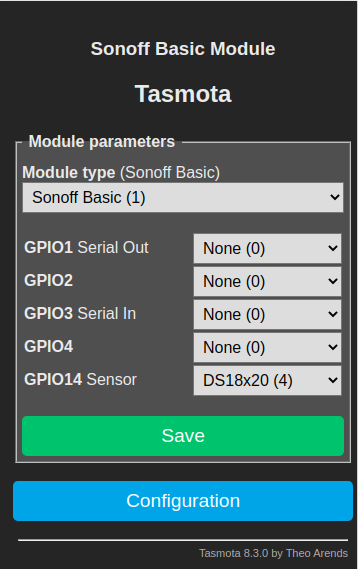 Sonoff Basic Module
Tasmota
Module parameters
Module type (Sonoff Basic)
Sonoff Basic (1)
GPIO1 Serial Out None (0)
GPIO2 None (0)
GPIO3 Serial In None (0)
GPIO4 None (0)
GPIO14 Sensor DS18x20 (4)
Save
Configuration
Tasmota 8.3.0 by Theo Arends